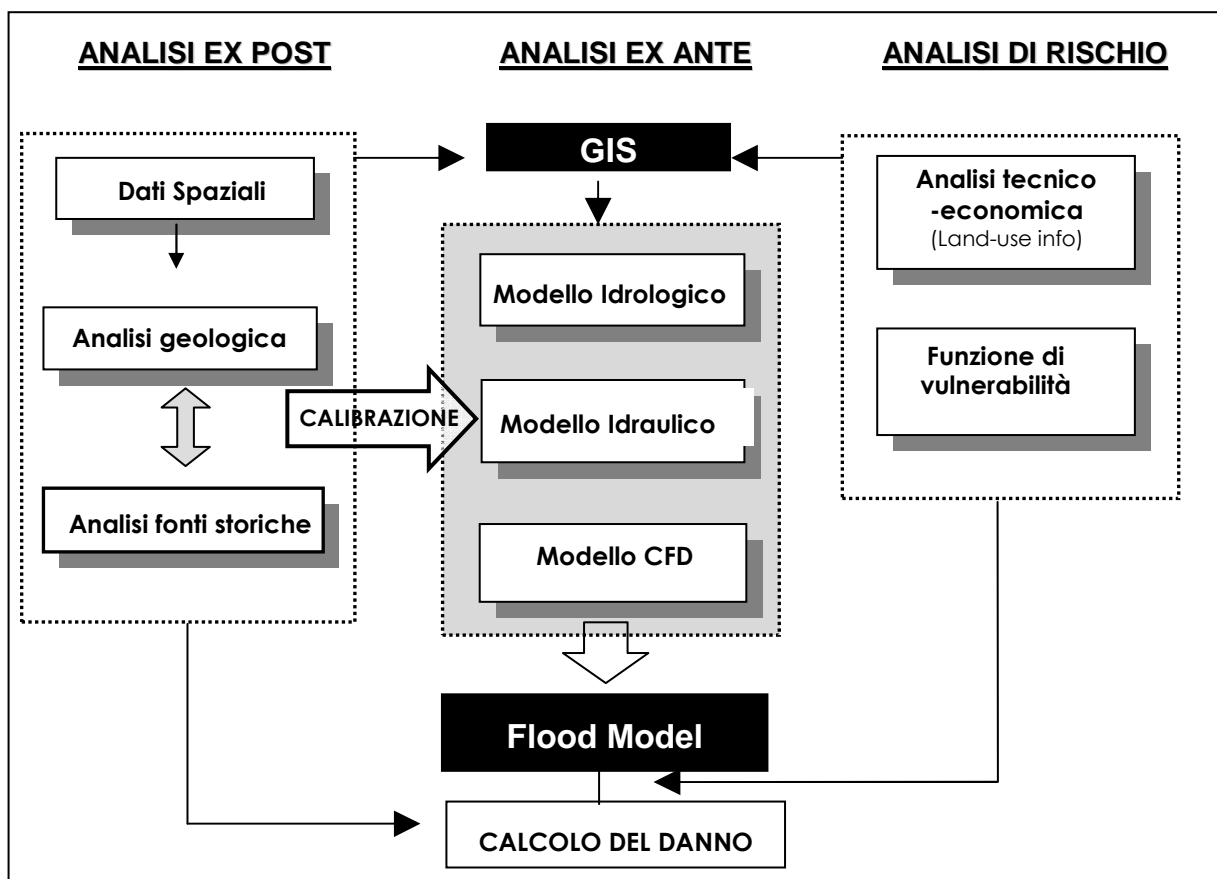 ANALISI EX POST
ANALISI EX ANTE
ANALISI DI RISCHIO
Dati Spaziali
Analisi geologica
Analisi fonti storiche
CALIBRAZIONE
GIS
Modello Idrologico
Modello Idraulico
Modello CFD
Flood Model
CALCOLO DEL DANNO
Analisi tecnico
-economica
(Land-use info)
Funzione di
vulnerabilità